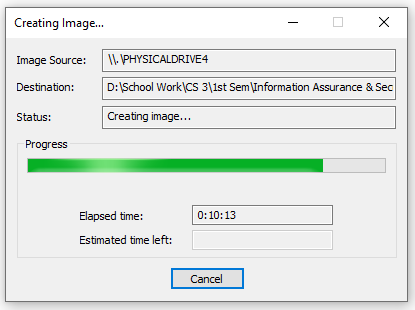 Creating Image...
Image Source: \\.\PHYSICALDRIVE4
Destination: D:\School Work\CS 3\1st Sem\Information Assurance & Sec
Status: Creating image...
Progress
Elapsed time: 0:10:13
Estimated time left:
Cancel